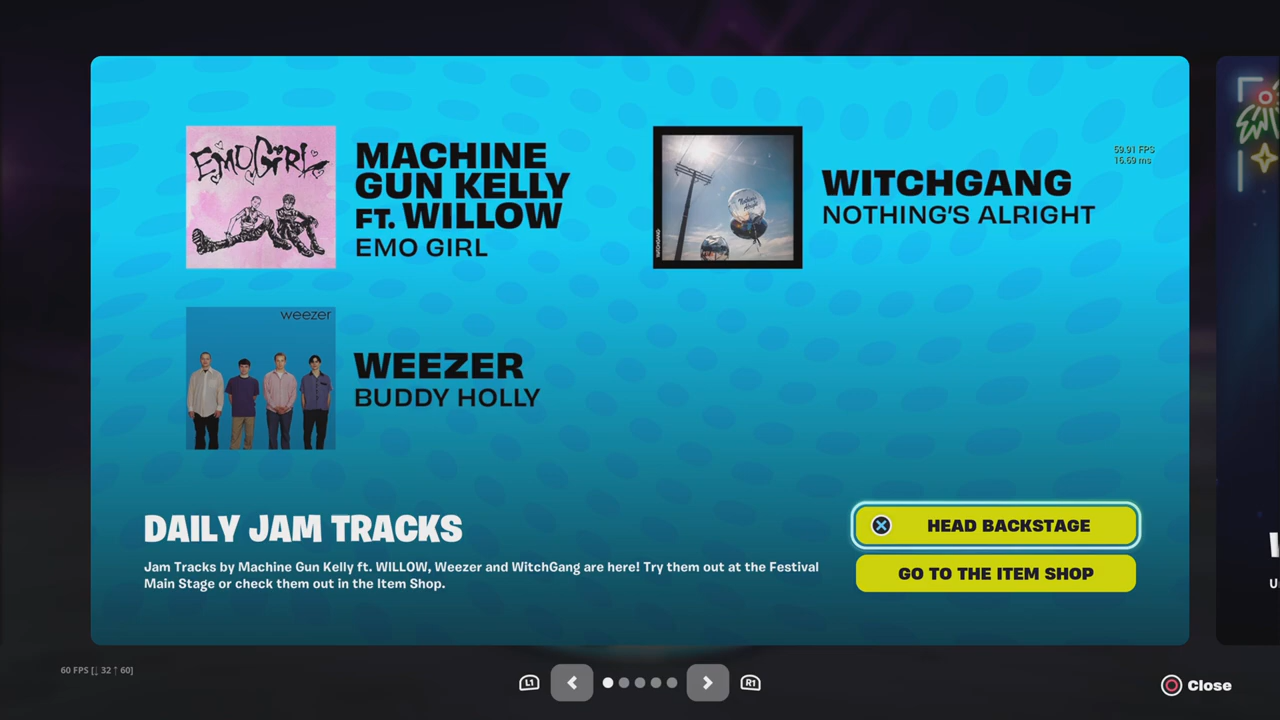 EMO GIRL
MACHINE
GUN KELLY
FT. WILLOW
EMO GIRL
WITCHGANG
WITCHGANG
NOTHING'S ALRIGHT
59.91 FPS
16.69 ms
weezer
WEEZER
BUDDY HOLLY
DAILY JAM TRACKS
Jam Tracks by Machine Gun Kelly ft. WILLOW, Weezer and WitchGang are here! Try them out at the Festival
Main Stage or check them out in the Item Shop.
HEAD BACKSTAGE
GO TO THE ITEM SHOP
60 FPS [↓ 32 ↑ 60]
L1
R1
Close